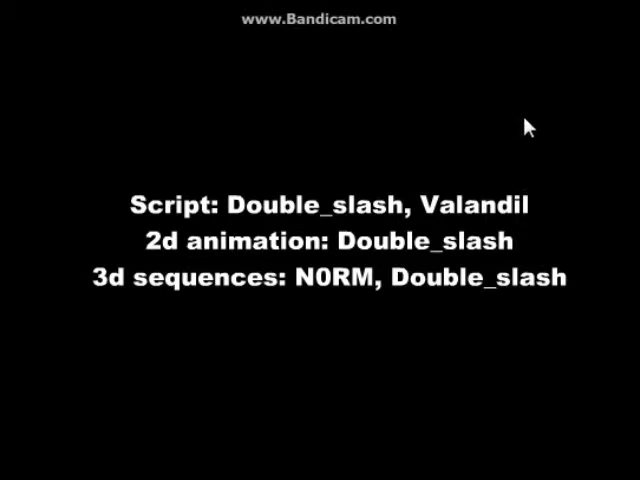 www.Bandicam.com
Script: Double_slash, Valandil
2d animation: Double_slash
3d sequences: N0RM, Double_slash